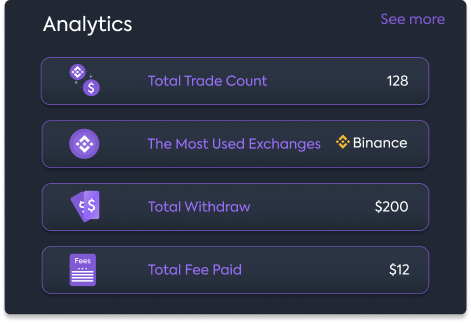 Analytics
See more
Total Trade Count
128
The Most Used Exchanges
Binance
$
Total Withdraw
$200
Fees
Total Fee Paid
$12